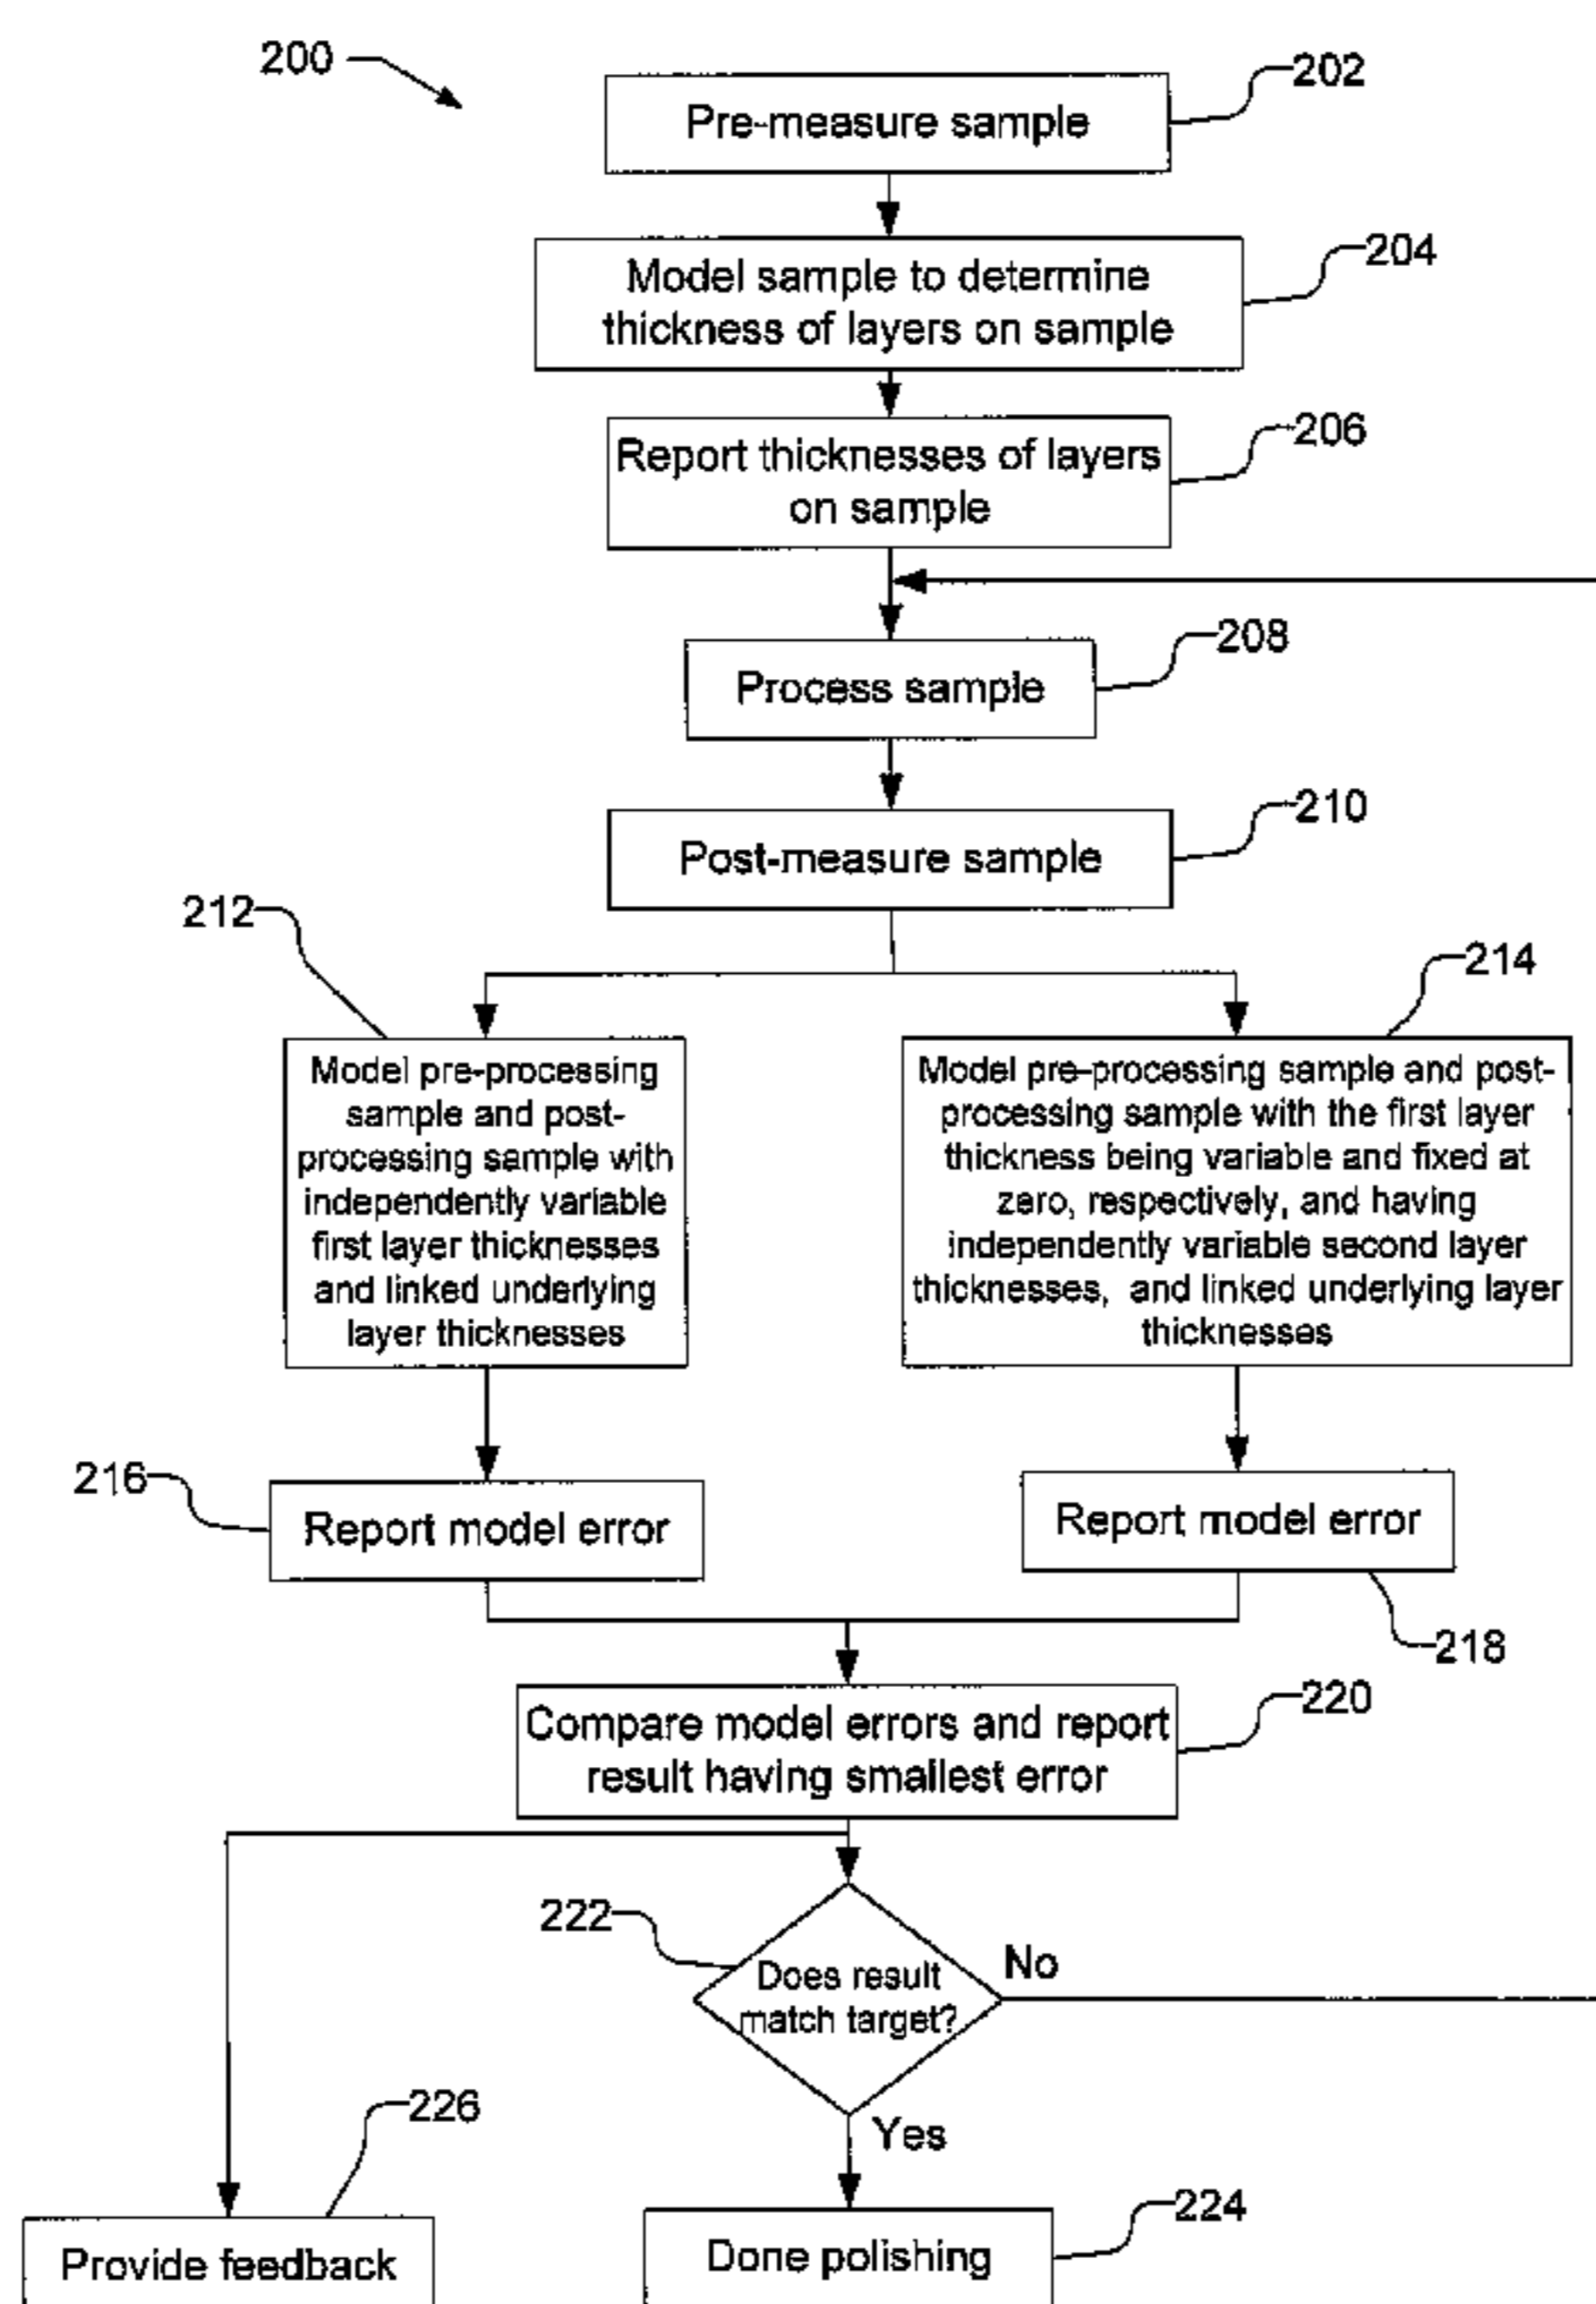 200
202
Pre-measure sample
204
Model sample to determine
thickness of layers on sample
206
Report thicknesses of layers
on sample
208
Process sample
210
Post-measure sample
212
214
Model pre-processing
sample and post-
processing sample with
independently variable
first layer thicknesses
and linked underlying
layer thicknesses
Model pre-processing sample and post-
processing sample with the first layer
thickness being variable and fixed at
zero, respectively, and having
independently variable second layer
thicknesses, and linked underlying layer
thicknesses
216
Report model error
Report model error
218
220
Compare model errors and report
result having smallest error
222
Does result
match target?
No
Yes
226
224
Provide feedback
Done polishing